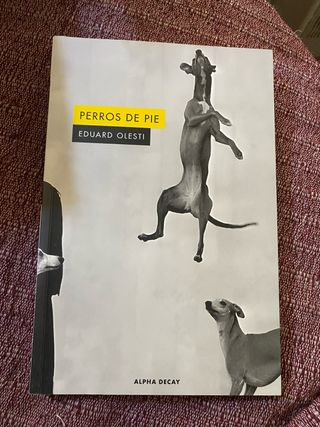 PERROS DE PIE
EDUARD OLESTI
ALPHA DECAY